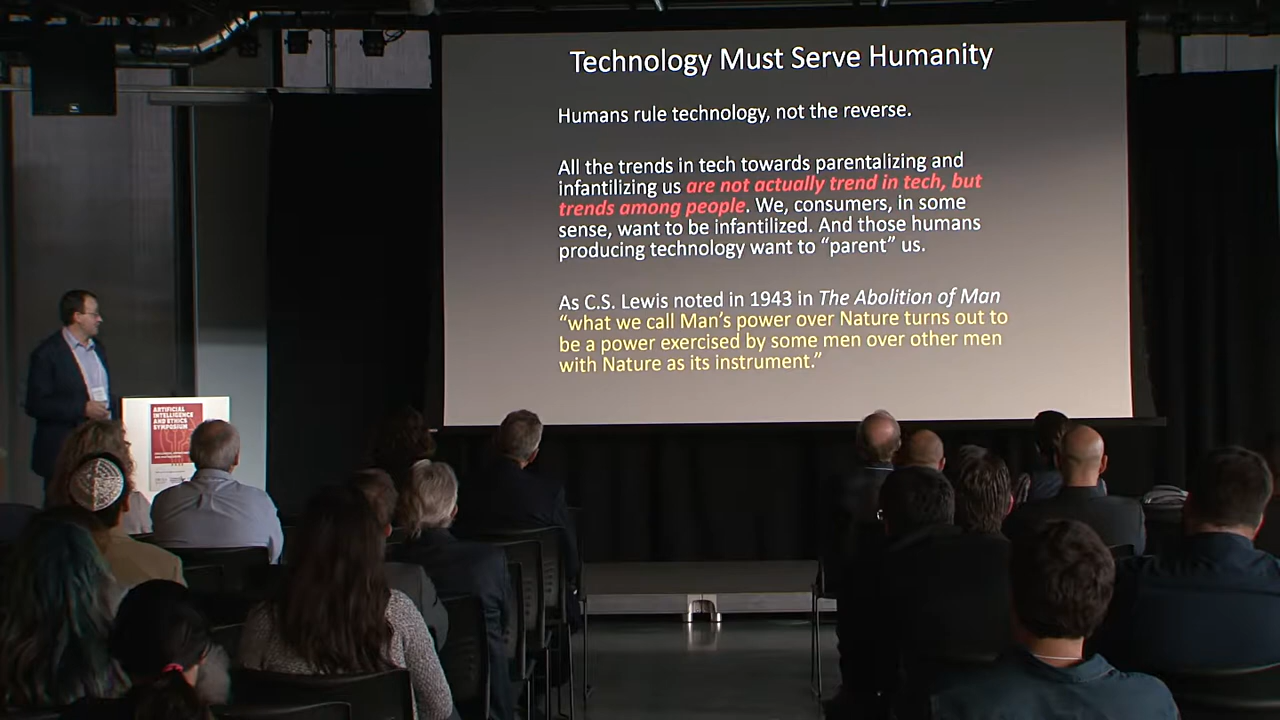 Technology Must Serve Humanity
Humans rule technology, not the reverse.
All the trends in tech towards parentalizing and
infantilizing us are not actually trend in tech, but
trends among people. We, consumers, in some
sense, want to be infantilized. And those humans
producing technology want to “parent” us.
As C.S. Lewis noted in 1943 in The Abolition of Man
“what we call Man’s power over Nature turns out to
be a power exercised by some men over other men
with Nature as its instrument.”
ARTIFICIAL
INTELLIGENCE
AND ETHICS
SYMPOSIUM